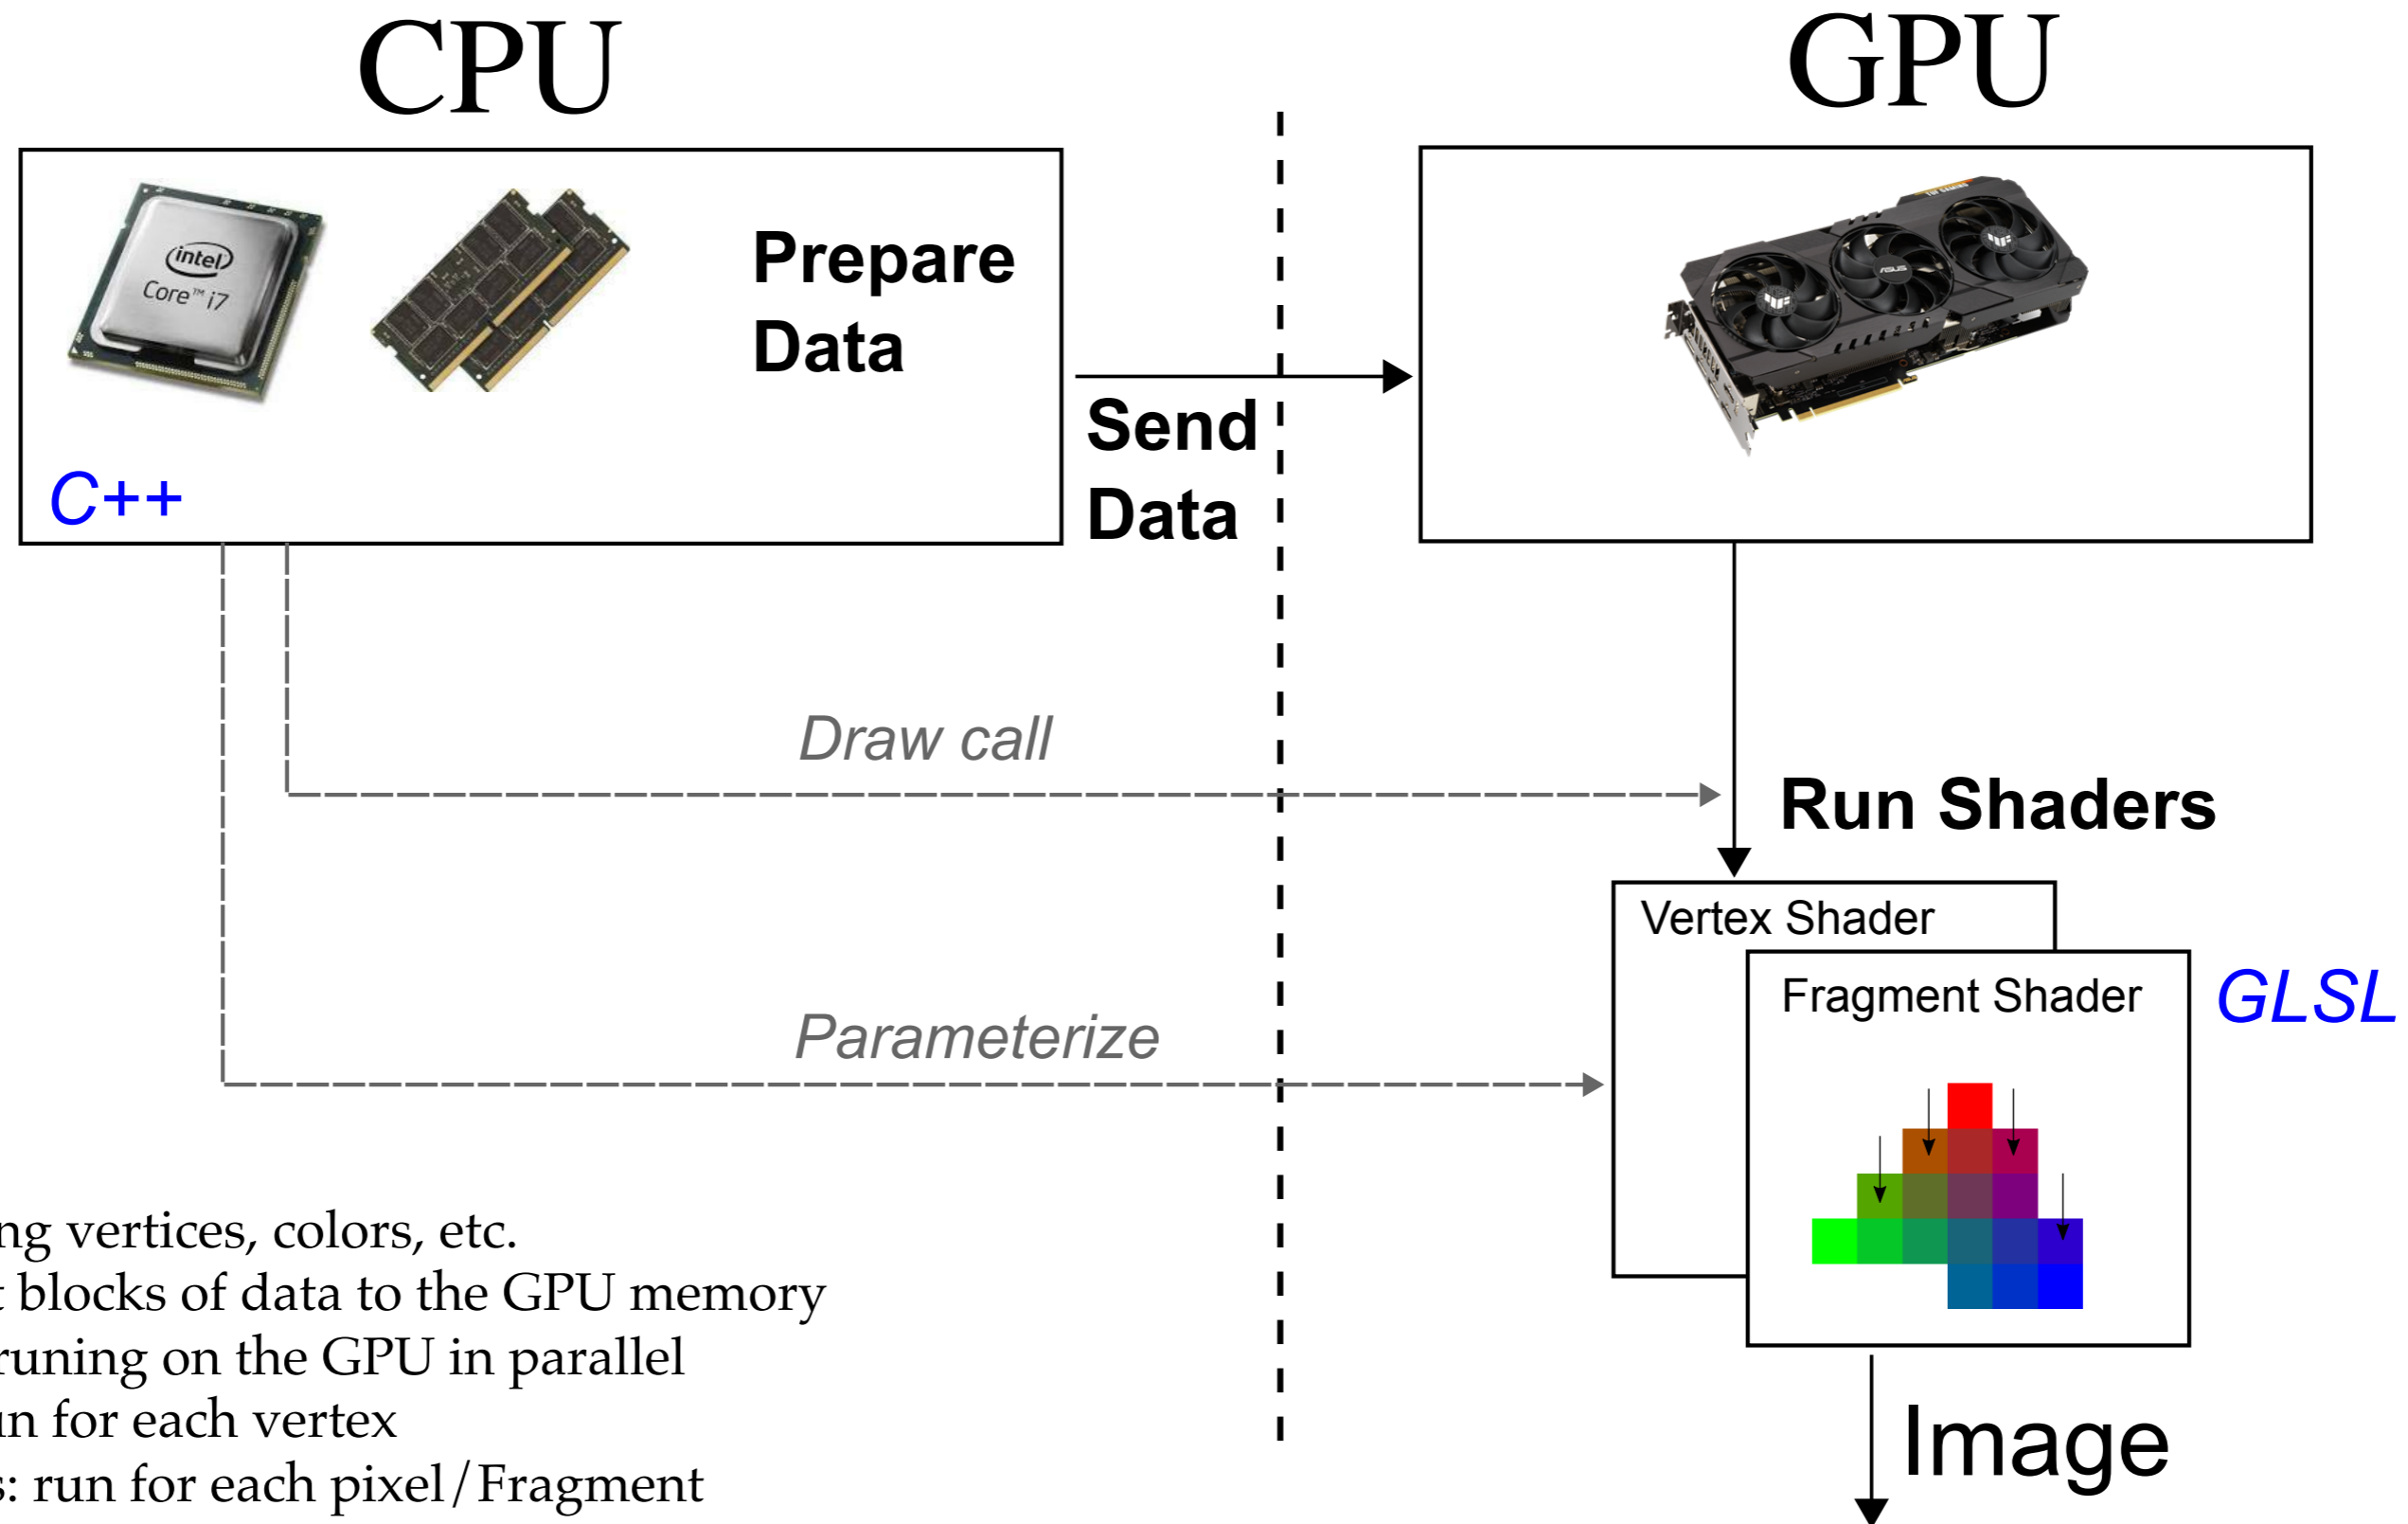 CPU
GPU
intel
Core™ i7
Prepare
Data
ASUS
Send
Data
C++
Draw call
Run Shaders
Vertex Shader
Fragment Shader
GLSL
Parameterize
ng vertices, colors, etc.
t blocks of data to the GPU memory
runing on the GPU in parallel
un for each vertex
s: run for each pixel/Fragment
Image